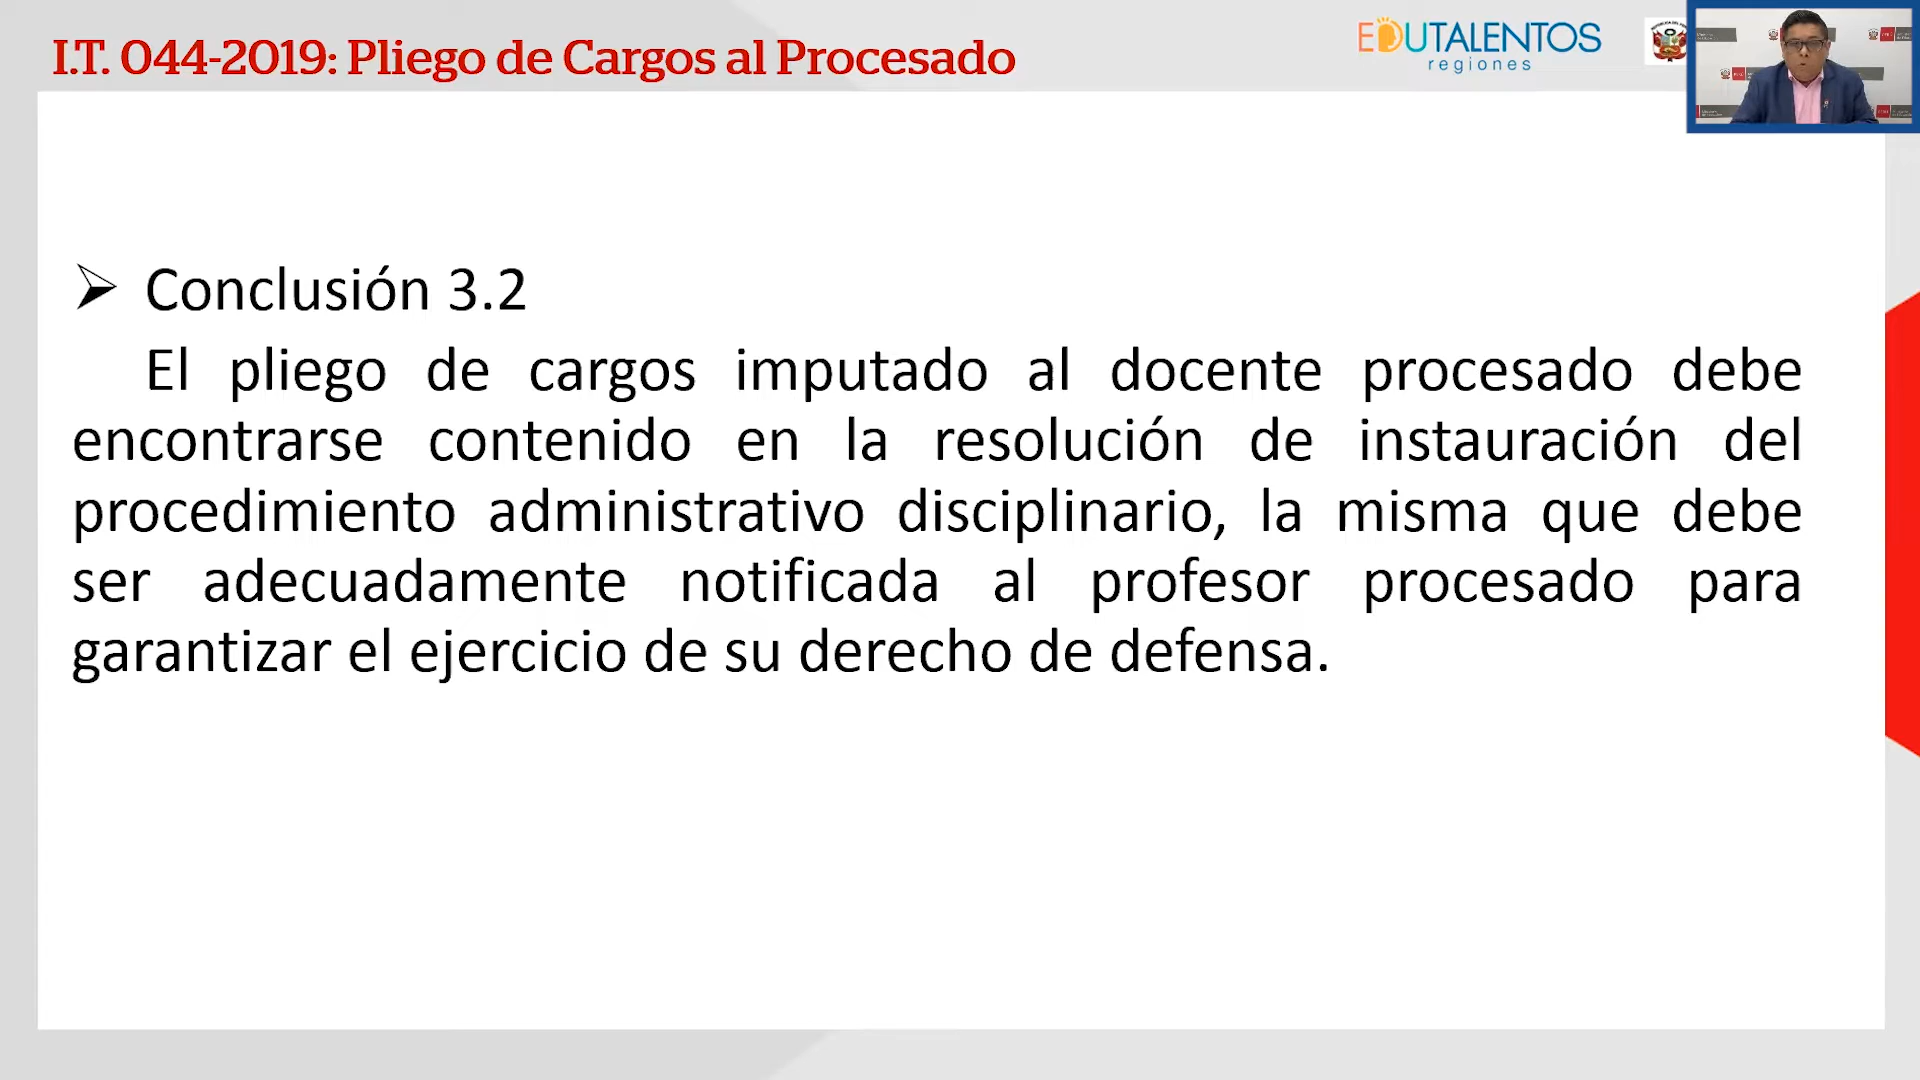 I.T. 044-2019: Pliego de Cargos al Procesado
EDUTALENTOS
regiones
Conclusión 3.2
El pliego de cargos imputado al docente procesado debe
encontrarse contenido en la resolución de instauración del
procedimiento administrativo disciplinario, la misma que debe
ser adecuadamente notificada al profesor procesado para
garantizar el ejercicio de su derecho de defensa.